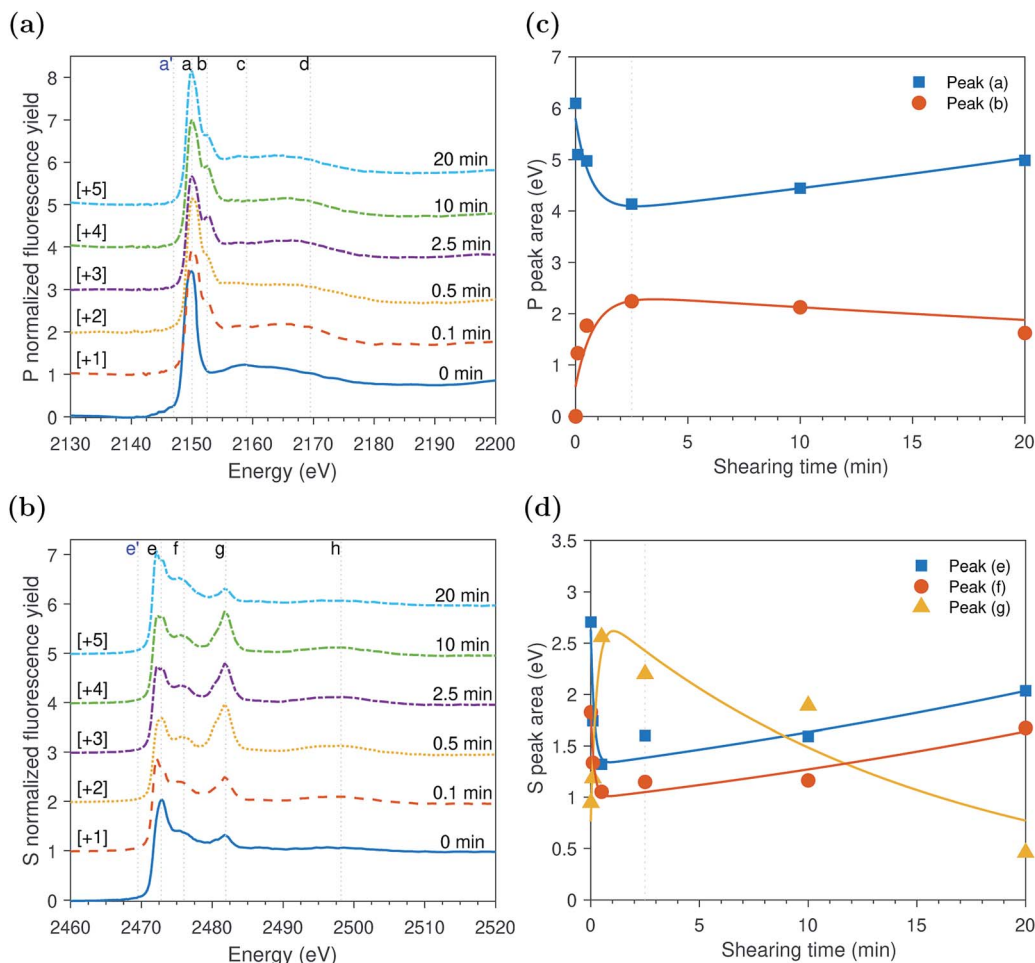 (a)
a' a b c d
8
7
6
5
4
3
2
1
0
[+5]
[+4]
[+3]
[+2]
[+1]
20 min
10 min
2.5 min
0.5 min
0.1 min
0 min
P normalized fluorescence yield
2130 2140 2150 2160 2170 2180 2190 2200
Energy (eV)
(c)
7
6
5
4
3
2
1
0
Peak (a)
Peak (b)
P peak area (eV)
0 5 10 15 20
Shearing time (min)
(b)
e' e f g h
7
6
5
4
3
2
1
0
[+5]
[+4]
[+3]
[+2]
[+1]
20 min
10 min
2.5 min
0.5 min
0.1 min
0 min
S normalized fluorescence yield
2460 2470 2480 2490 2500 2510 2520
Energy (eV)
(d)
3.5
3
2.5
2
1.5
1
0.5
0
Peak (e)
Peak (f)
Peak (g)
S peak area (eV)
0 5 10 15 20
Shearing time (min)